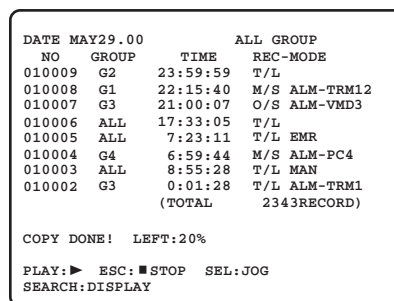 DATE MAY29.00 ALL GROUP
NO GROUP TIME REC-MODE
010009 G2 23:59:59 T/L
010008 G1 22:15:40 M/S ALM-TRM12
010007 G3 21:00:07 O/S ALM-VMD3
010006 ALL 17:33:05 T/L
010005 ALL 7:23:11 T/L EMR
010004 G4 6:59:44 M/S ALM-PC4
010003 ALL 8:55:28 T/L MAN
010002 G3 0:01:28 T/L ALM-TRM1
(TOTAL 2343RECORD)
COPY DONE! LEFT:20%
PLAY:▶ ESC:■STOP SEL:JOG
SEARCH:DISPLAY